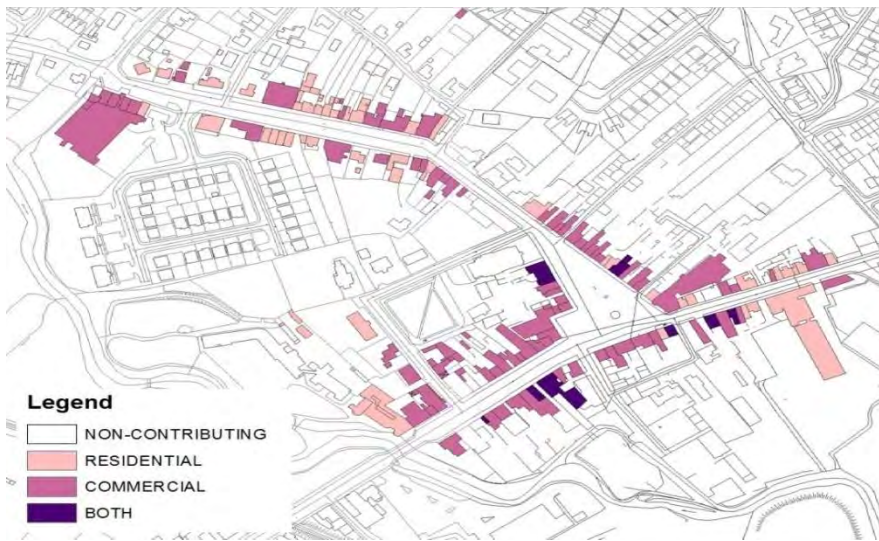 Legend
NON-CONTRIBUTING
RESIDENTIAL
COMMERCIAL
BOTH